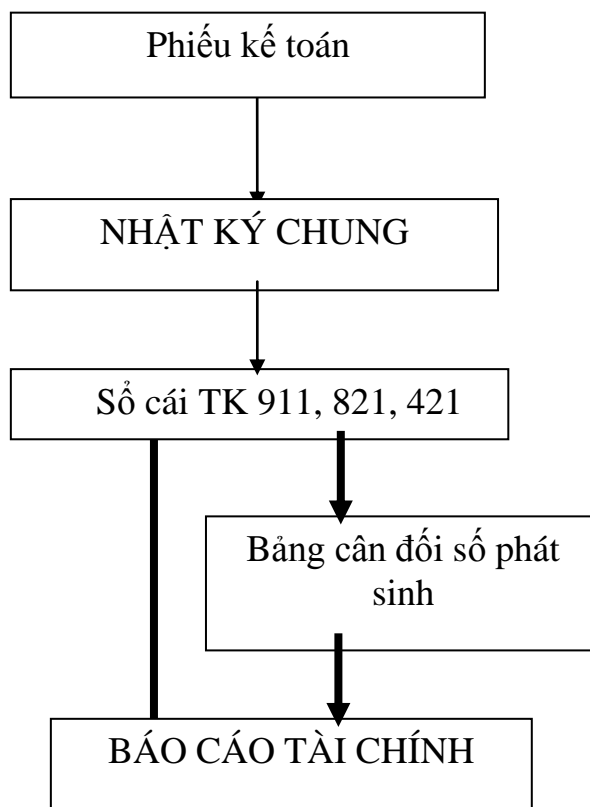 Phiếu kế toán
NHẬT KÝ CHUNG
Sổ cái TK 911, 821, 421
Bảng cân đối số phát
sinh
BÁO CÁO TÀI CHÍNH